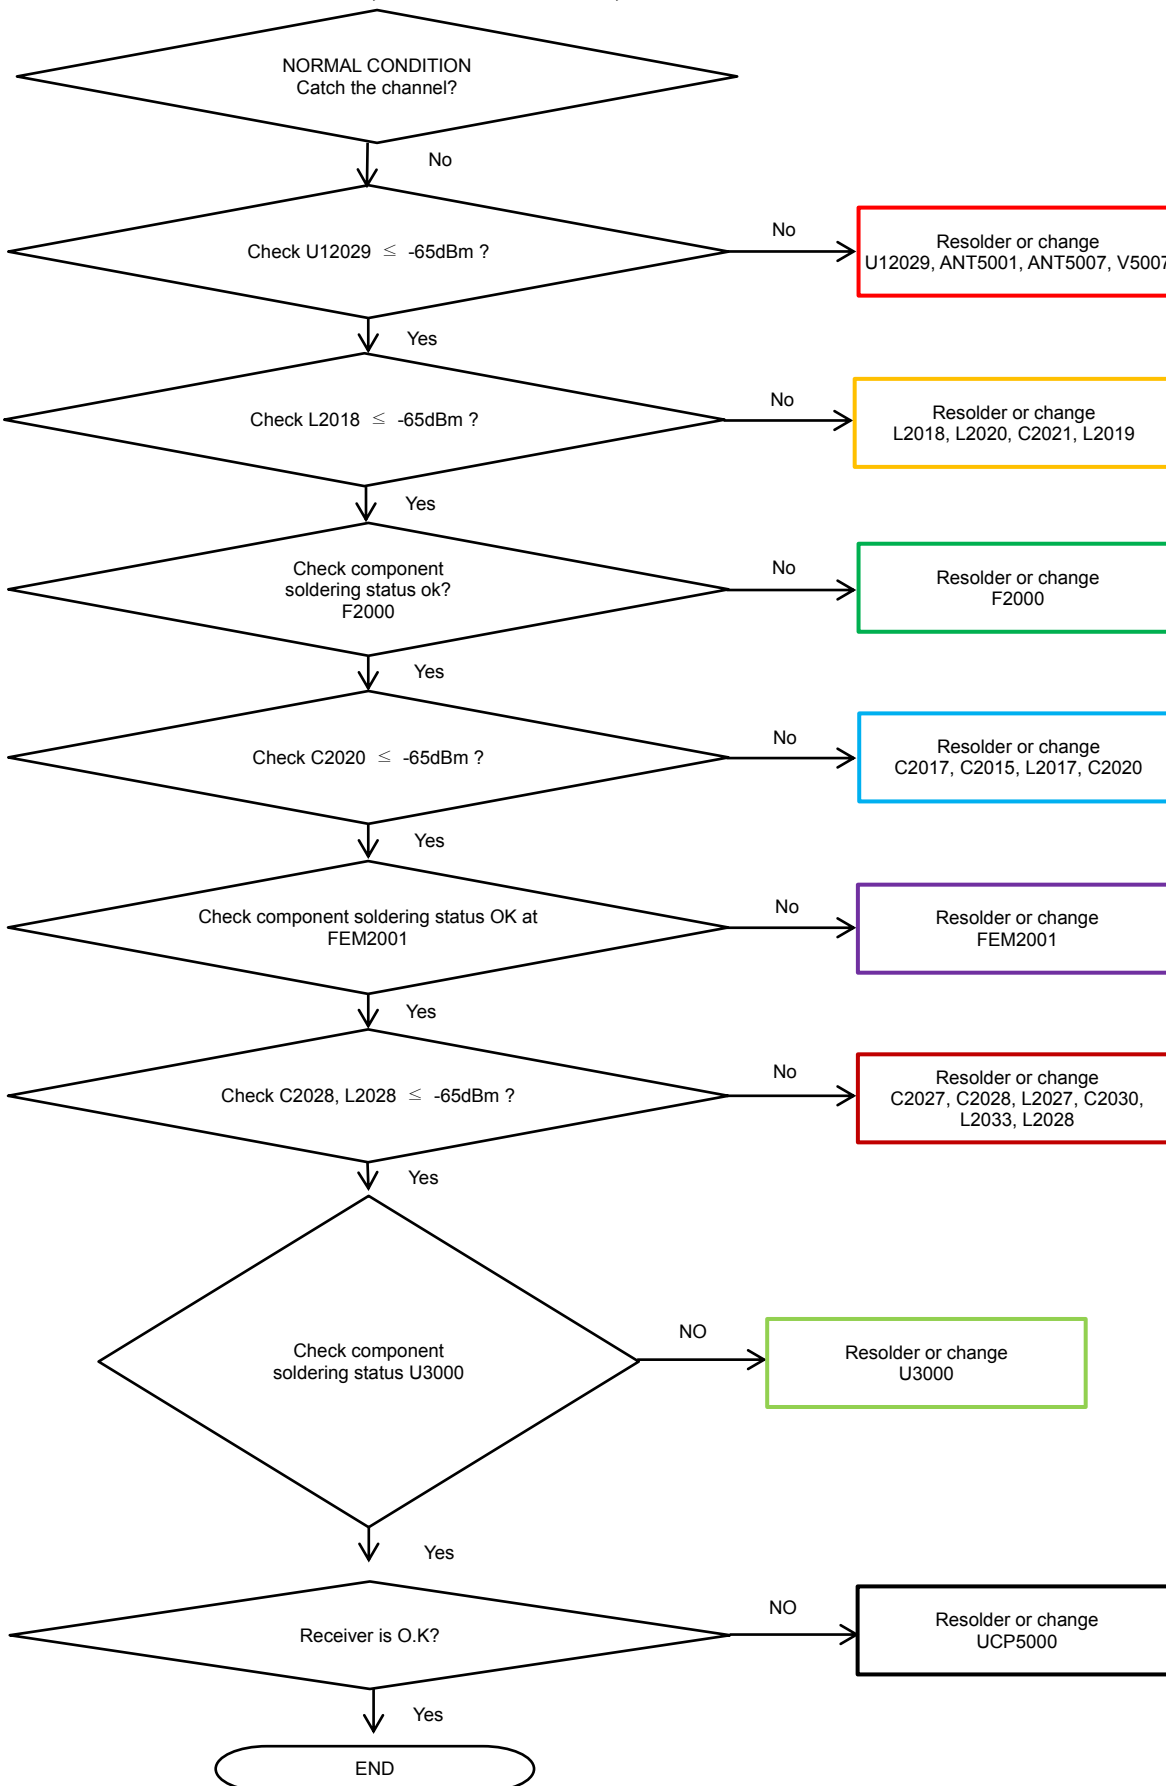 NORMAL CONDITION
Catch the channel?
No
Check U12029 ≤ -65dBm ?
No
Resolder or change
U12029, ANT5001, ANT5007, V5007
Yes
Check L2018 ≤ -65dBm ?
No
Resolder or change
L2018, L2020, C2021, L2019
Yes
Check component
soldering status ok?
F2000
No
Resolder or change
F2000
Yes
Check C2020 ≤ -65dBm ?
No
Resolder or change
C2017, C2015, L2017, C2020
Yes
Check component soldering status OK at
FEM2001
No
Resolder or change
FEM2001
Yes
Check C2028, L2028 ≤ -65dBm ?
No
Resolder or change
C2027, C2028, L2027, C2030,
L2033, L2028
Yes
Check component
soldering status U3000
NO
Resolder or change
U3000
Yes
Receiver is O.K?
NO
Resolder or change
UCP5000
Yes
END